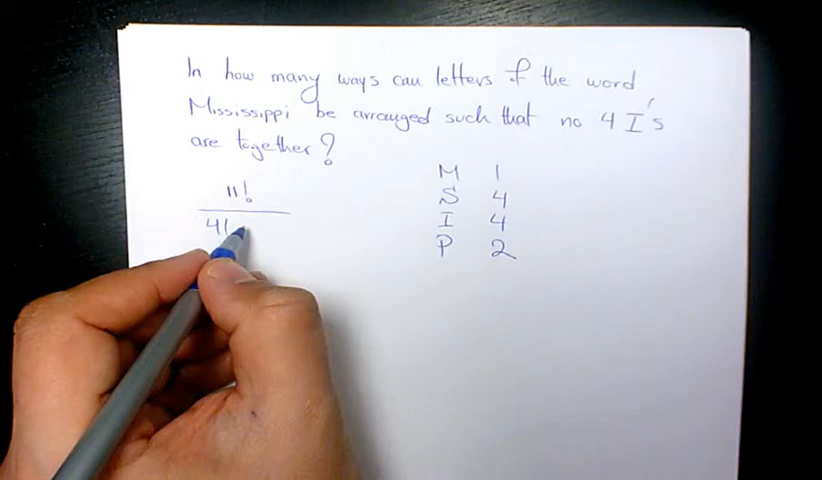 In how many ways can letters of the word
Mississippi be arranged such that no 4 I's
are together?
M 1
S 4
I 4
P 2
11!
4!